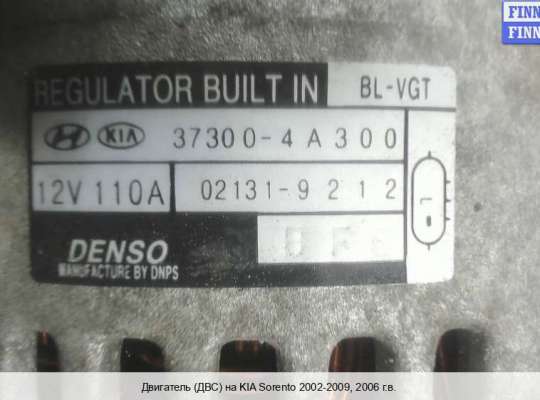 FINN
FINN
REGULATOR BUILT IN BL-VGT
KIA 37300-4A300
12V 110A 02131-9212
L
DENSO
MANUFACTURE BY DNPS
Двигатель (ДВС) на KIA Sorento 2002-2009, 2006 г.в.